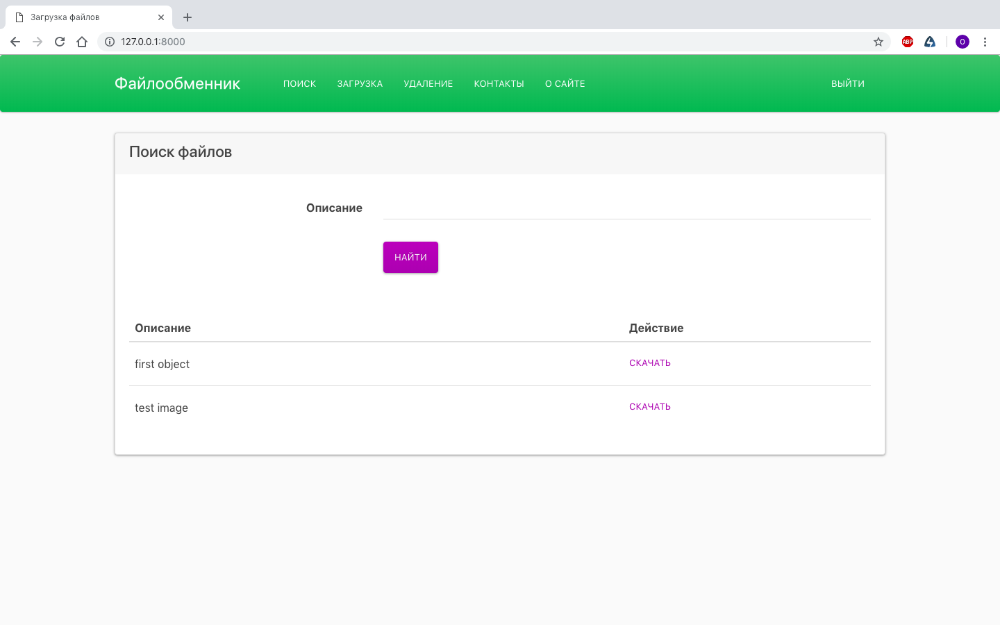 Загрузка файлов
127.0.0.1:8000
ABP
O
Файлообменник ПОИСК ЗАГРУЗКА УДАЛЕНИЕ КОНТАКТЫ О САЙТЕ ВЫЙТИ
Поиск файлов
Описание
НАЙТИ
Описание Действие
first object СКАЧАТЬ
test image СКАЧАТЬ